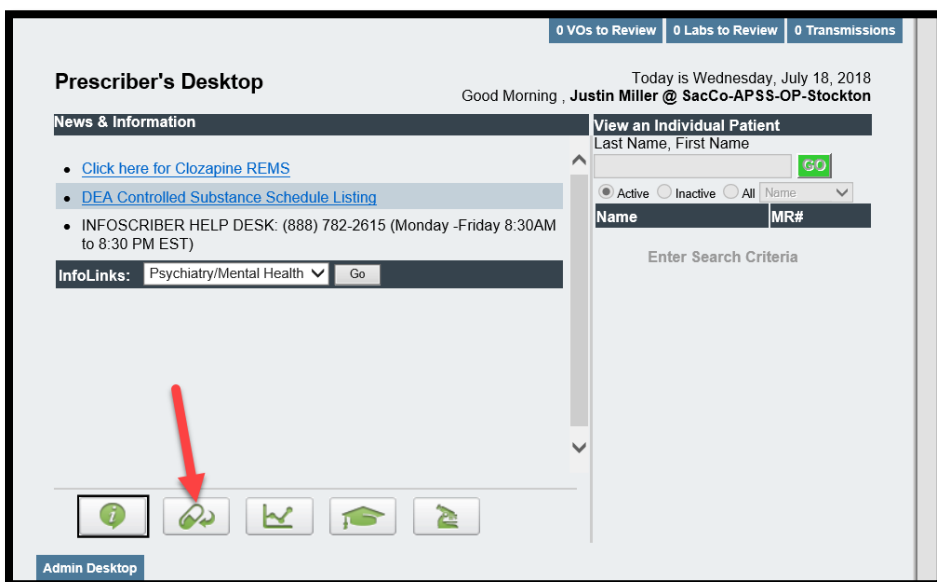 0 VOs to Review 0 Labs to Review 0 Transmissions
Prescriber's Desktop
Today is Wednesday, July 18, 2018
Good Morning , Justin Miller @ SacCo-APSS-OP-Stockton
News & Information
Click here for Clozapine REMS
DEA Controlled Substance Schedule Listing
INFOSCRIBER HELP DESK: (888) 782-2615 (Monday -Friday 8:30AM
to 8:30 PM EST)
InfoLinks: Psychiatry/Mental Health Go
View an Individual Patient
Last Name, First Name
GO
Active Inactive All Name
Name MR#
Enter Search Criteria
Admin Desktop